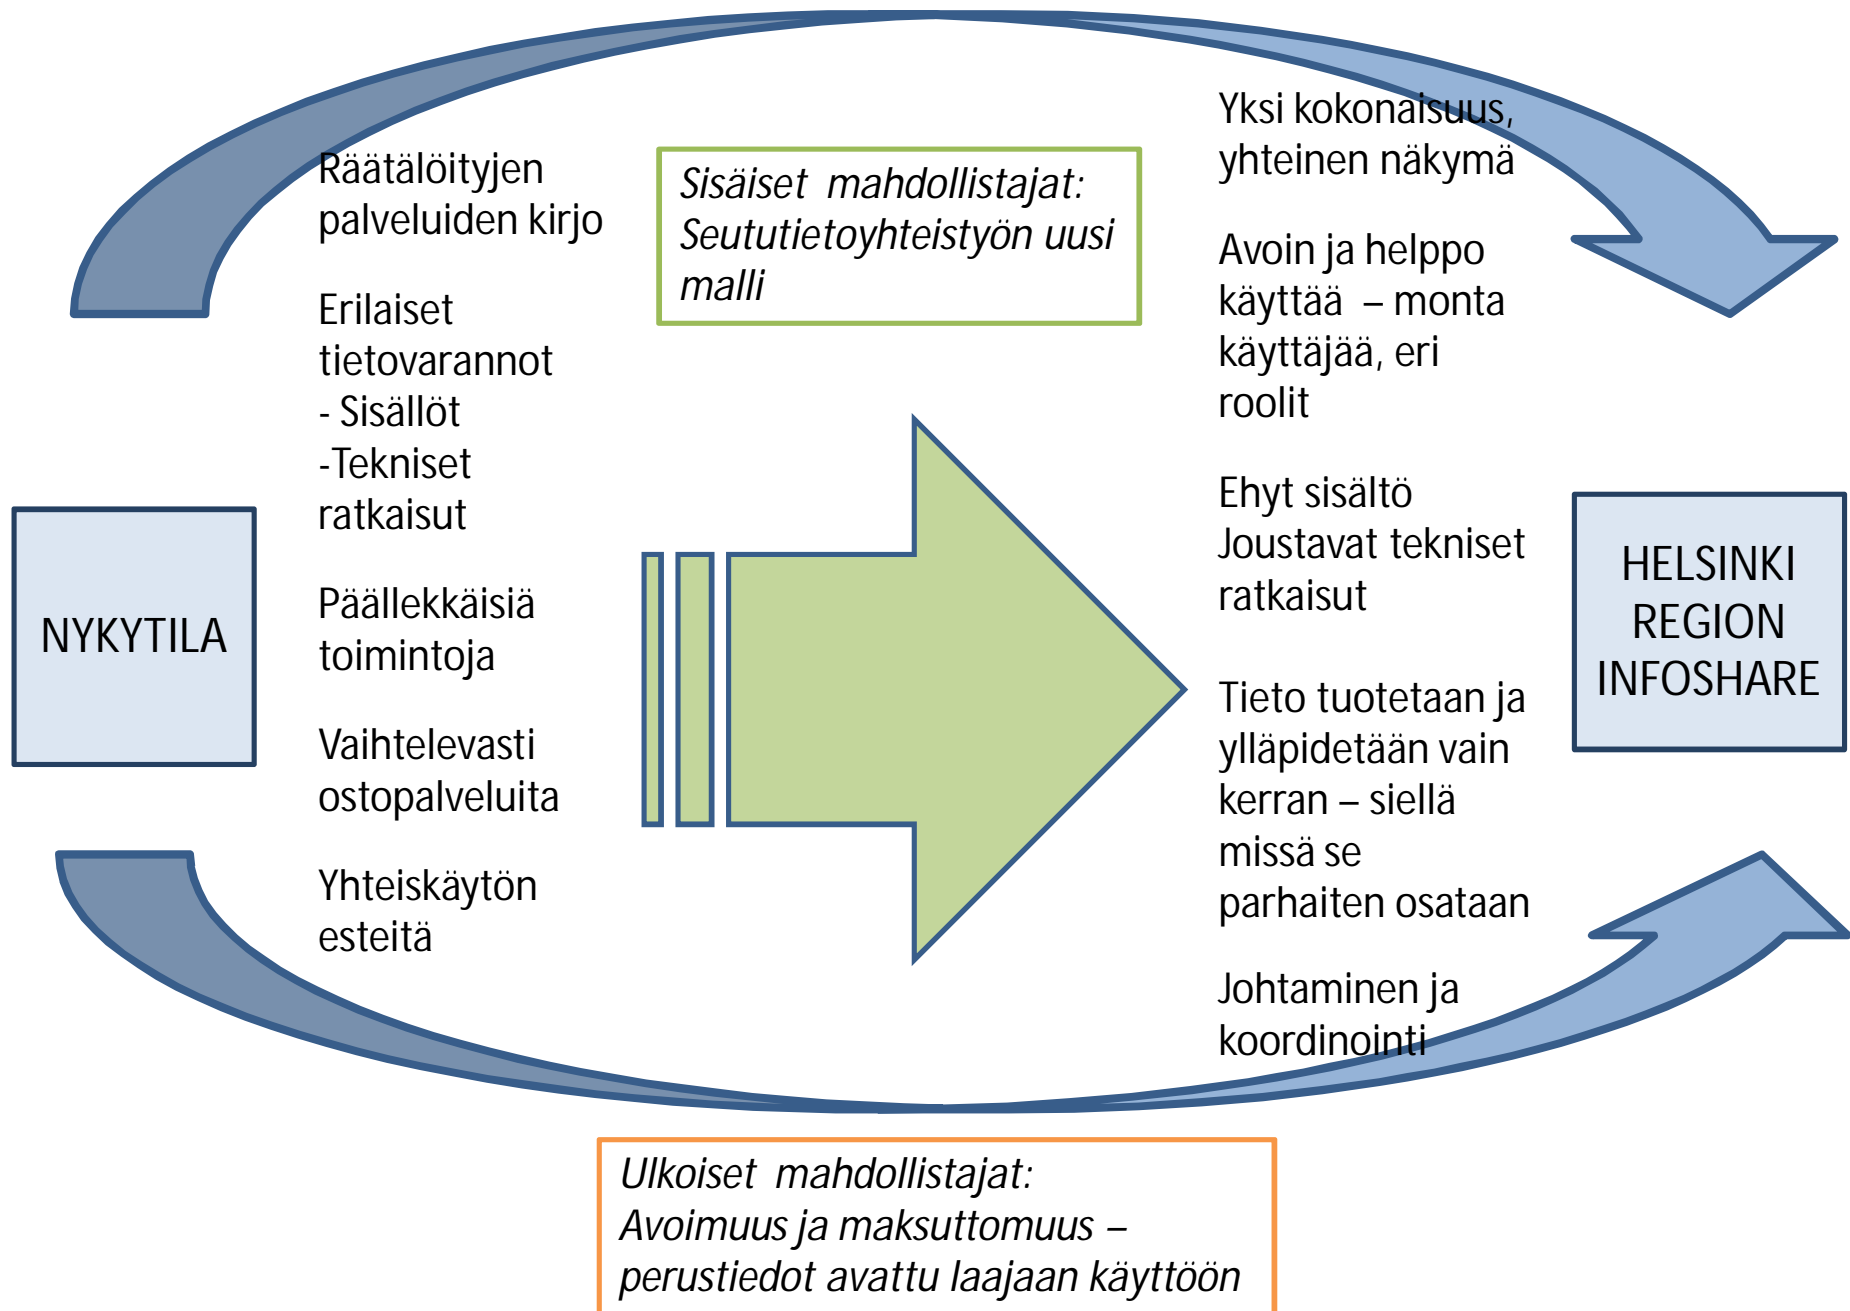 NYKYTILA
Räätälöityjen
palveluiden kirjo
Erilaiset
tietovarannot
- Sisällöt
-Tekniset
ratkaisut
Päällekkäisiä
toimintoja
Vaihtelevasti
ostopalveluita
Yhteiskäytön
esteitä
Sisäiset mahdollistajat:
Seututietoyhteistyön uusi
malli
Yksi kokonaisuus,
yhteinen näkymä
Avoin ja helppo
käyttää – monta
käyttäjää, eri
roolit
Ehyt sisältö
Joustavat tekniset
ratkaisut
Tieto tuotetaan ja
ylläpidetään vain
kerran – siellä
missä se
parhaiten osataan
Johtaminen ja
koordinointi
HELSINKI
REGION
INFOSHARE
Ulkoiset mahdollistajat:
Avoimuus ja maksuttomuus –
perustiedot avattu laajaan käyttöön